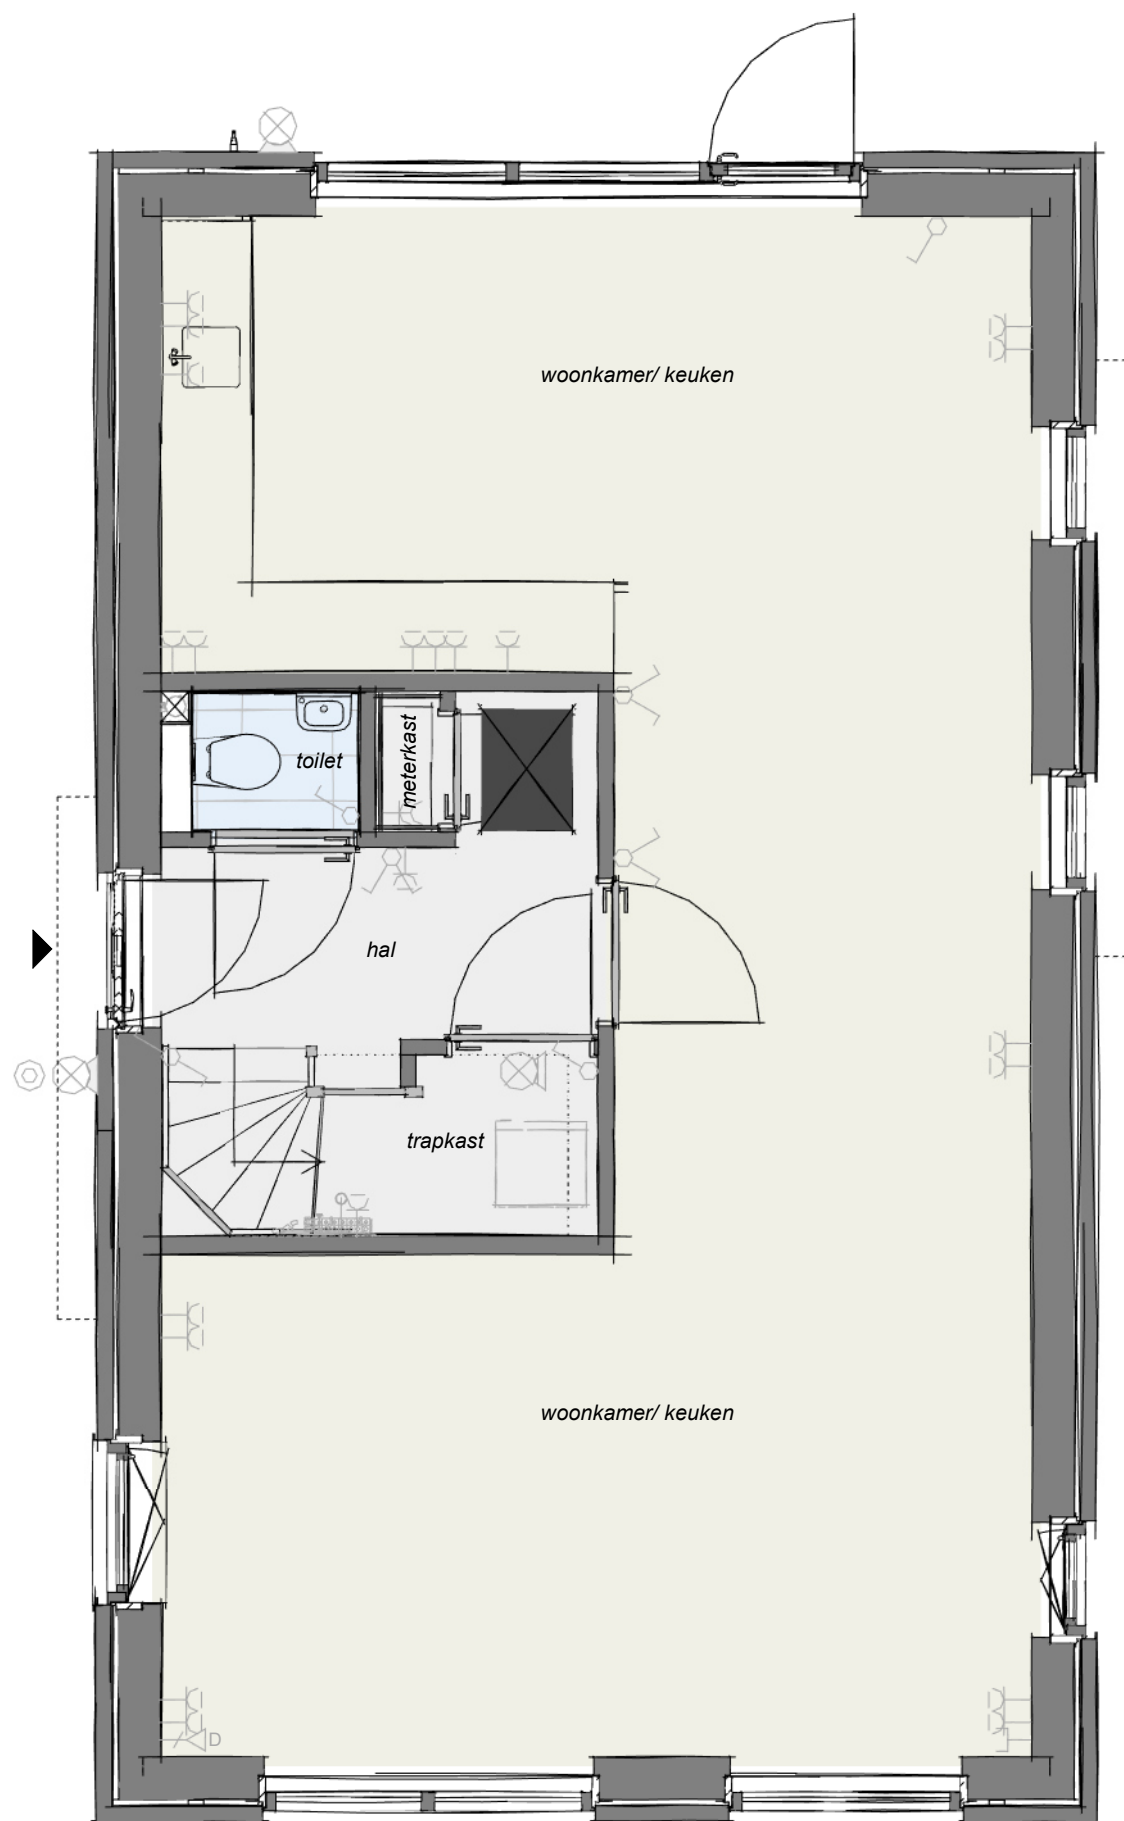 woonkamer/ keuken
meterkast
toilet
hal
trapkast
woonkamer/ keuken
D